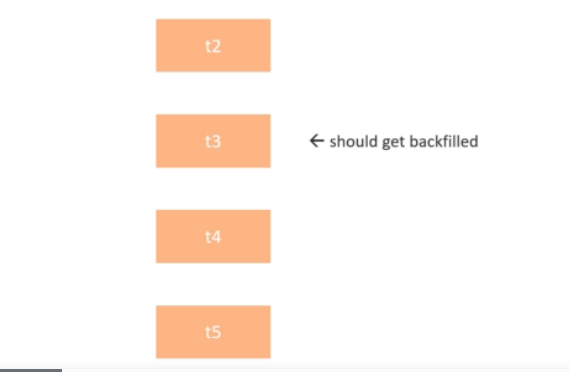 t2
t3
← should get backfilled
t4
t5